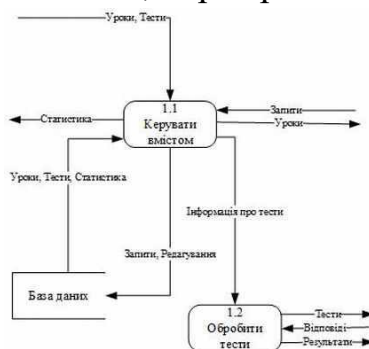 Уроки, Тести
1.1
Керувати
вмістом
Статистика
Запити
Уроки
Уроки, Тести, Статистика
Інформація про тести
Запити, Редагування
База даних
1.2
Обробити
тести
Тести
Відповіді
Результати